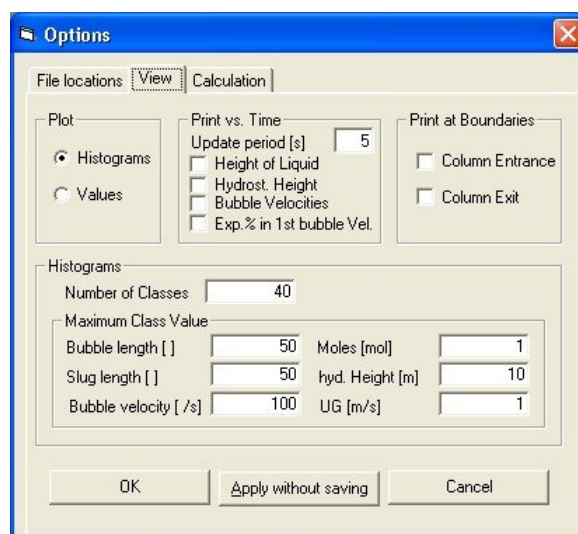 Options
File locations View Calculation
Plot
Histograms
Values
Print vs. Time
Update period [s] 5
Height of Liquid
Hydrost. Height
Bubble Velocities
Exp.% in 1st bubble Vel.
Print at Boundaries
Column Entrance
Column Exit
Histograms
Number of Classes 40
Maximum Class Value
Bubble length [ ] 50 Moles [mol] 1
Slug length [ ] 50 hyd. Height [m] 10
Bubble velocity [ /s] 100 UG [m/s] 1
OK Apply without saving Cancel